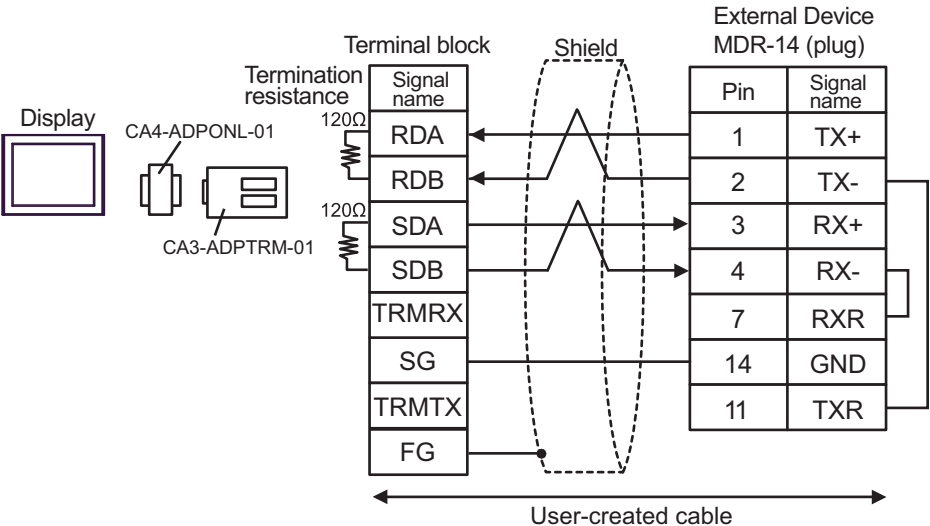 External Device
MDR-14 (plug)
Terminal block
Shield
Termination
resistance
Display
CA4-ADPONL-01
CA3-ADPTRM-01
120Ω
120Ω
Signal
name
RDA
RDB
SDA
SDB
TRMRX
SG
TRMTX
FG
Pin Signal
name
1 TX+
2 TX-
3 RX+
4 RX-
7 RXR
14 GND
11 TXR
User-created cable